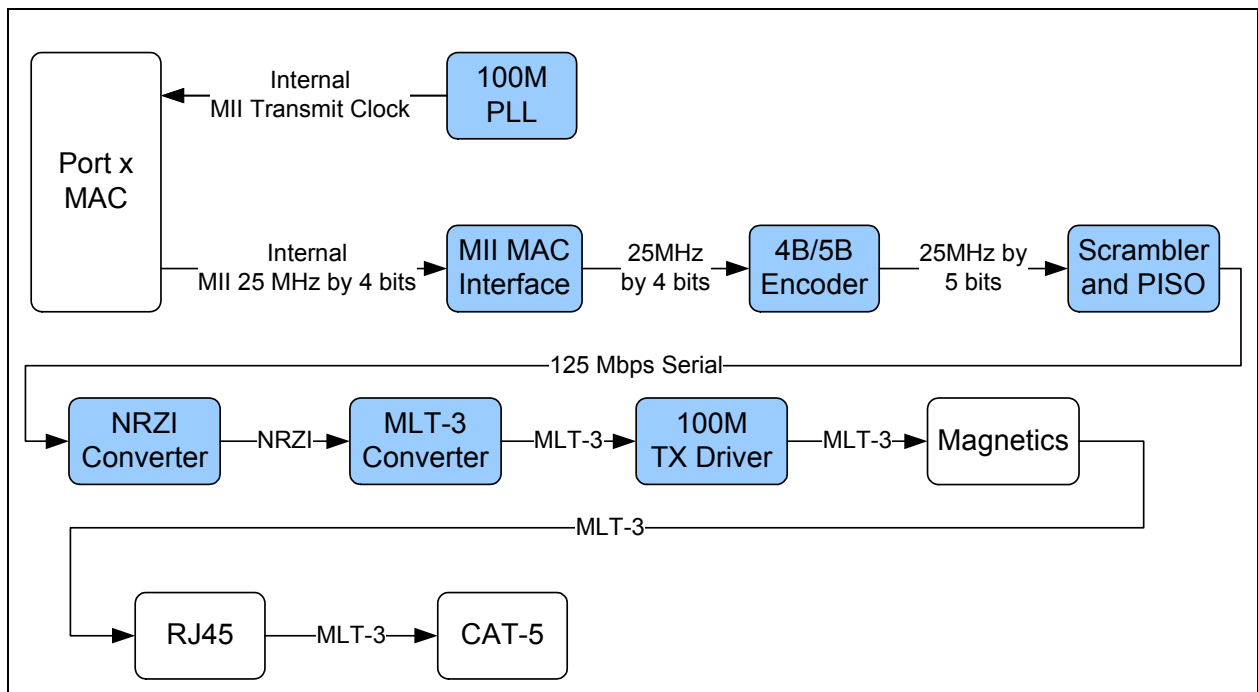 Internal
MII Transmit Clock
100M
PLL
Port x
MAC
Internal
MII 25 MHz by 4 bits
MII MAC
Interface
25MHz
by 4 bits
4B/5B
Encoder
25MHz by
5 bits
Scrambler
and PISO
125 Mbps Serial
NRZI
Converter
NRZI
MLT-3
Converter
MLT-3
100M
TX Driver
MLT-3
Magnetics
MLT-3
RJ45
MLT-3
CAT-5